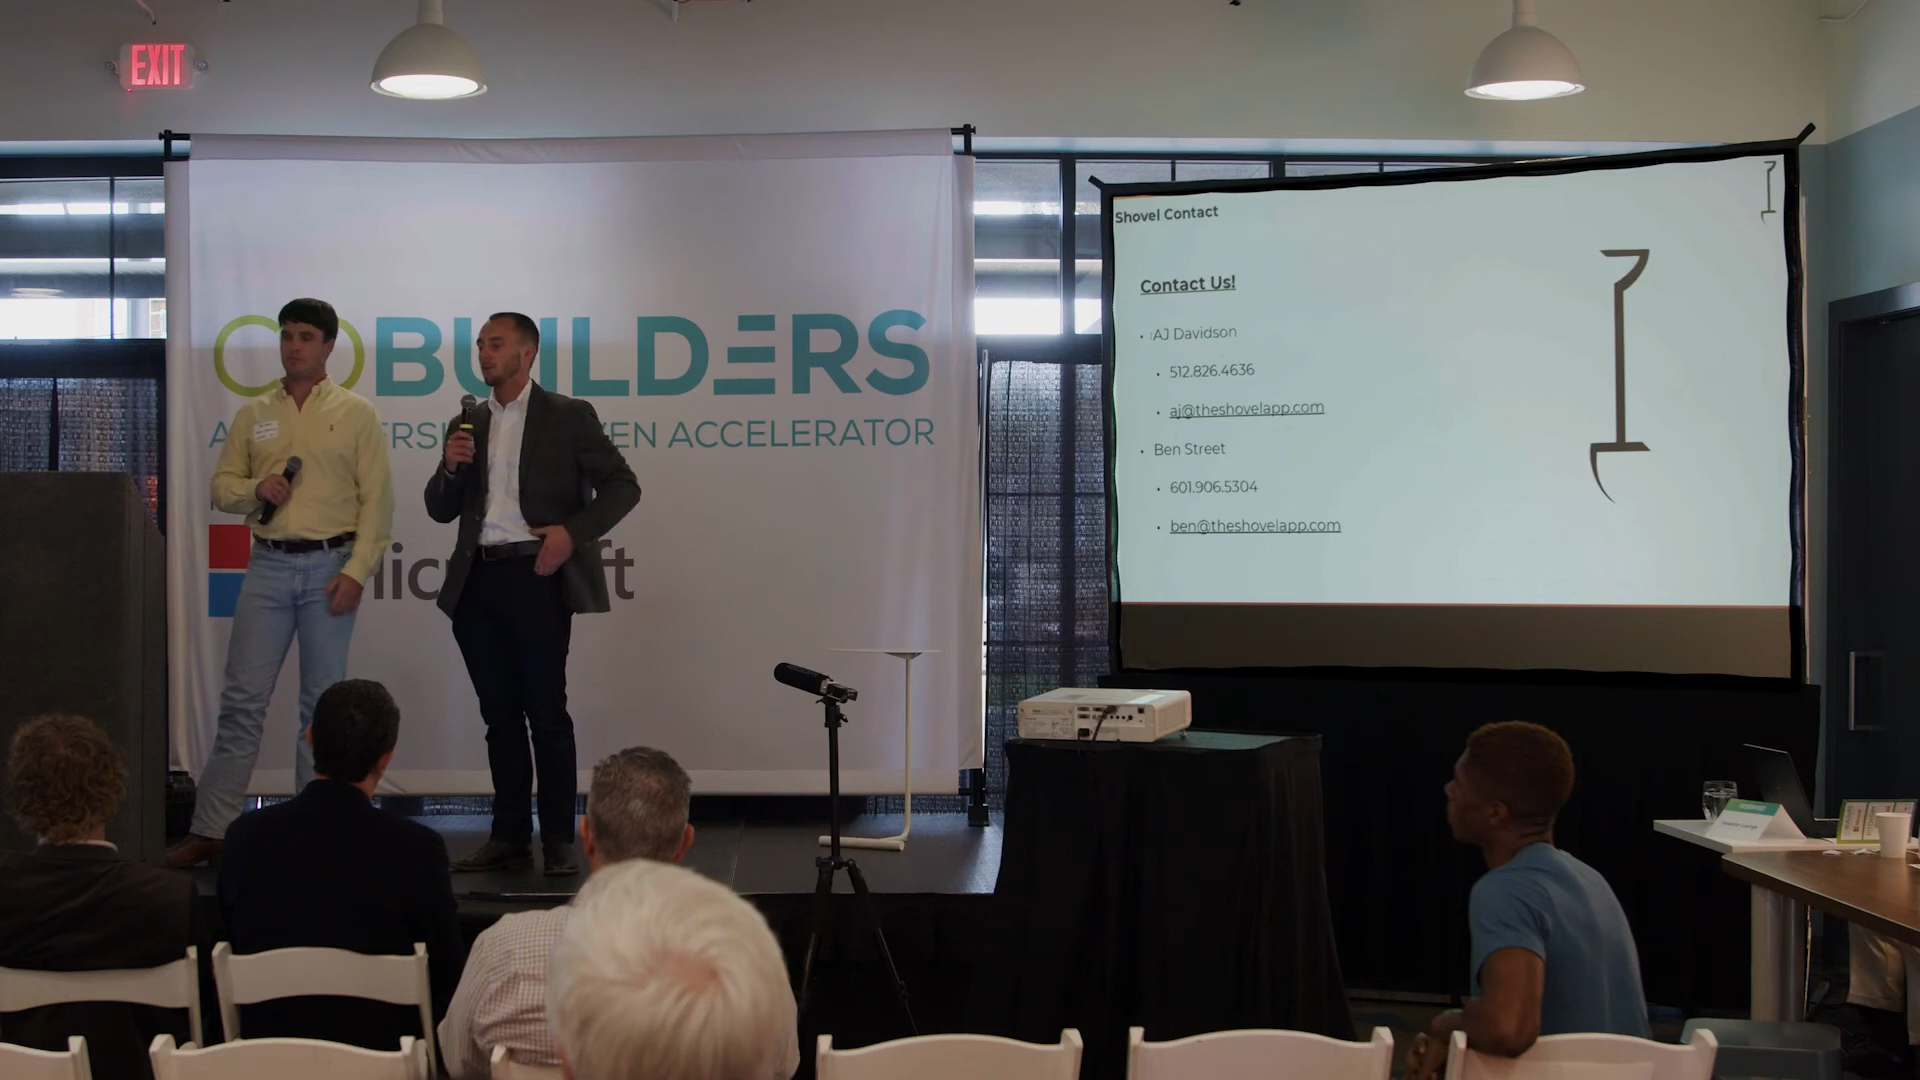 EXIT
COBUILDERS
ACCELERATOR
Shovel Contact
Contact Us!
• AJ Davidson
• 512.826.4636
• aj@theshovelapp.com
• Ben Street
• 601.906.5304
• ben@theshovelapp.com